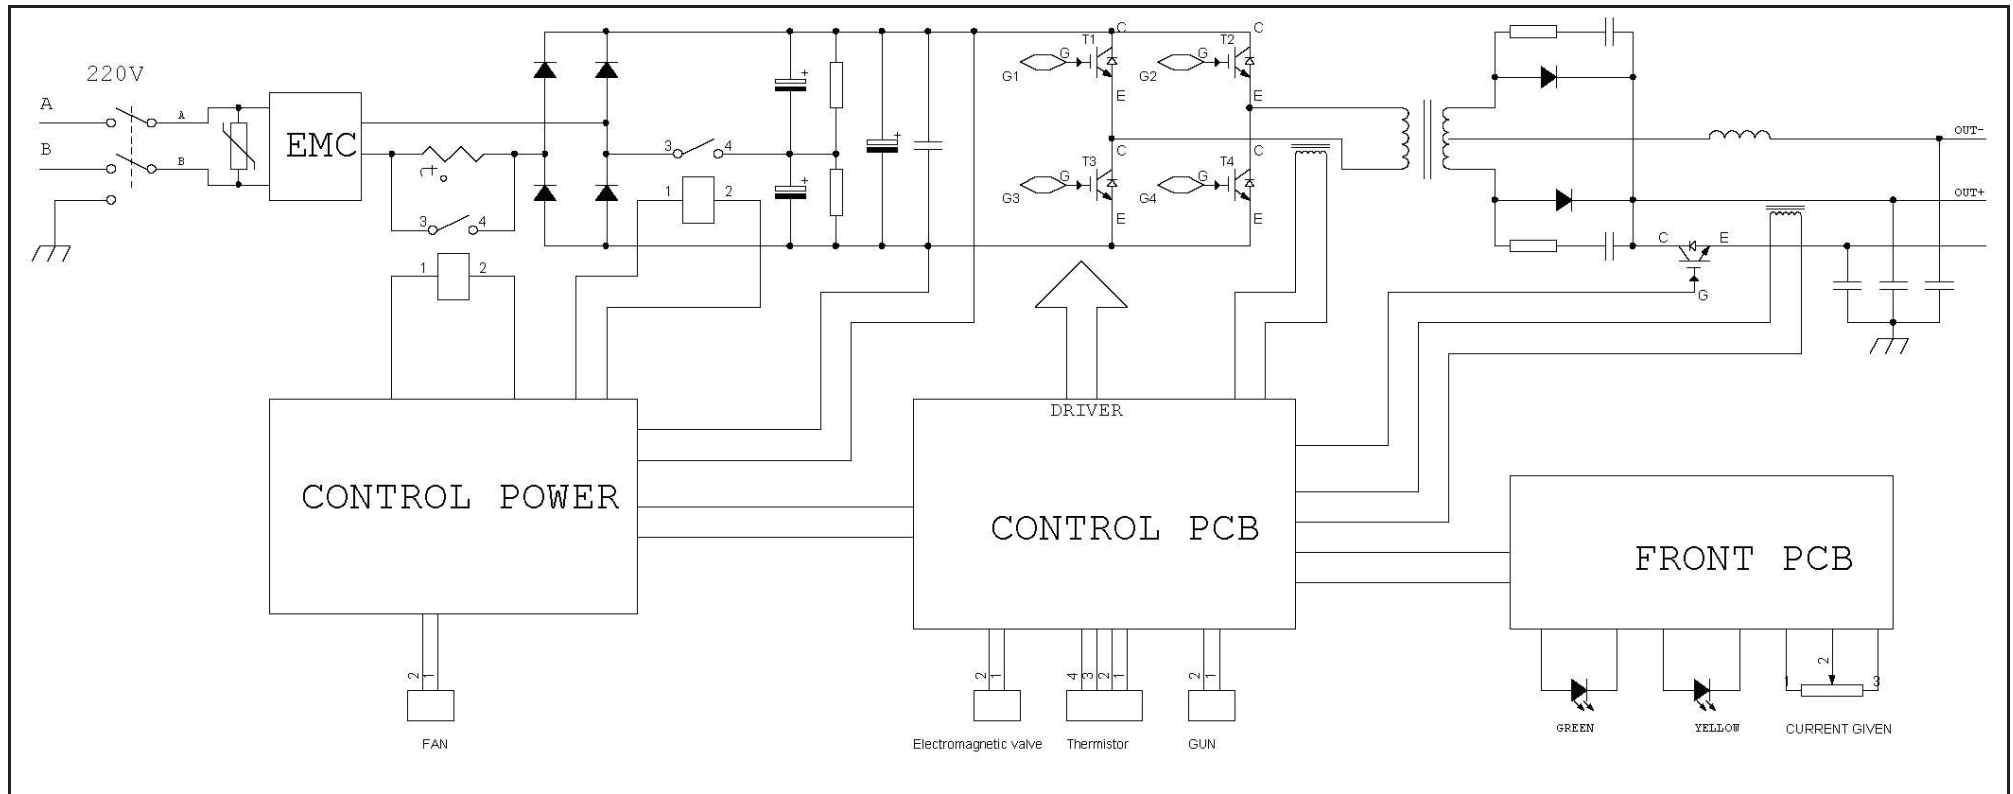 220V
A
A
B
B
EMC
+
3 4
1 2
3 4
1 2
+
+
+
C
T1
G
G1
E
C
T2
G
G2
E
C
T3
G
G3
E
C
T4
G
G4
E
OUT-
OUT+
C E
G
CONTROL POWER
DRIVER
CONTROL PCB
FRONT PCB
2 1
FAN
2 1
Electromagnetic valve
4 3 2 1
Thermistor
2 1
GUN
GREEN
YELLOW
1 2 3
CURRENT GIVEN